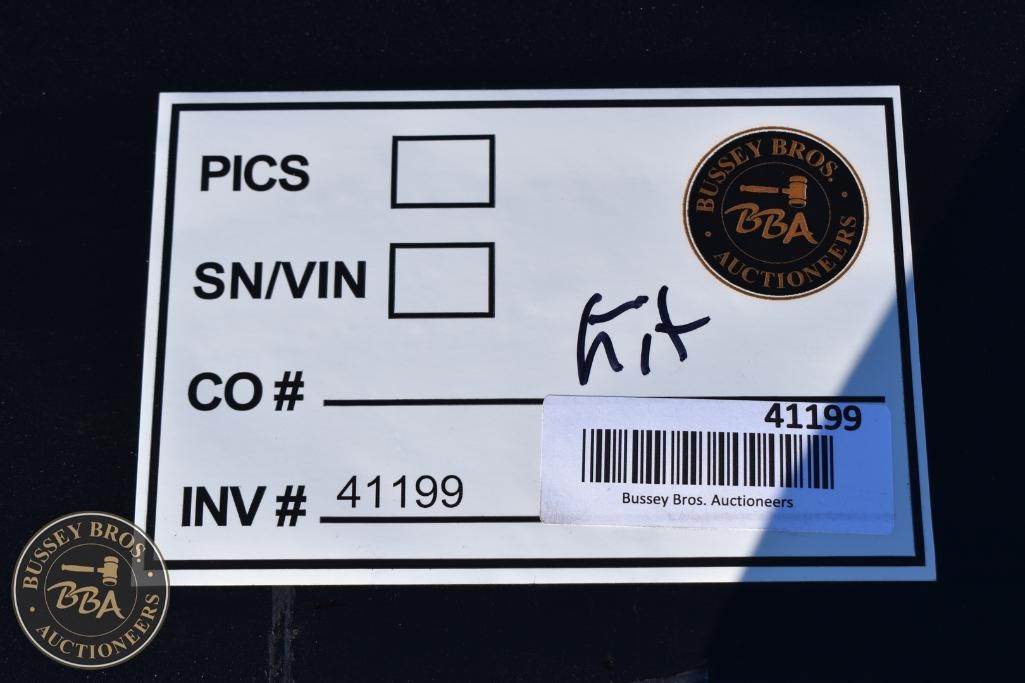 PICS
BUSSEY BROS.
BBA
AUCTIONEERS
SN/VIN
Kit
CO #
41199
Bussey Bros. Auctioneers
INV # 41199
BUSSEY BROS.
BBA
AUCTIONEERS